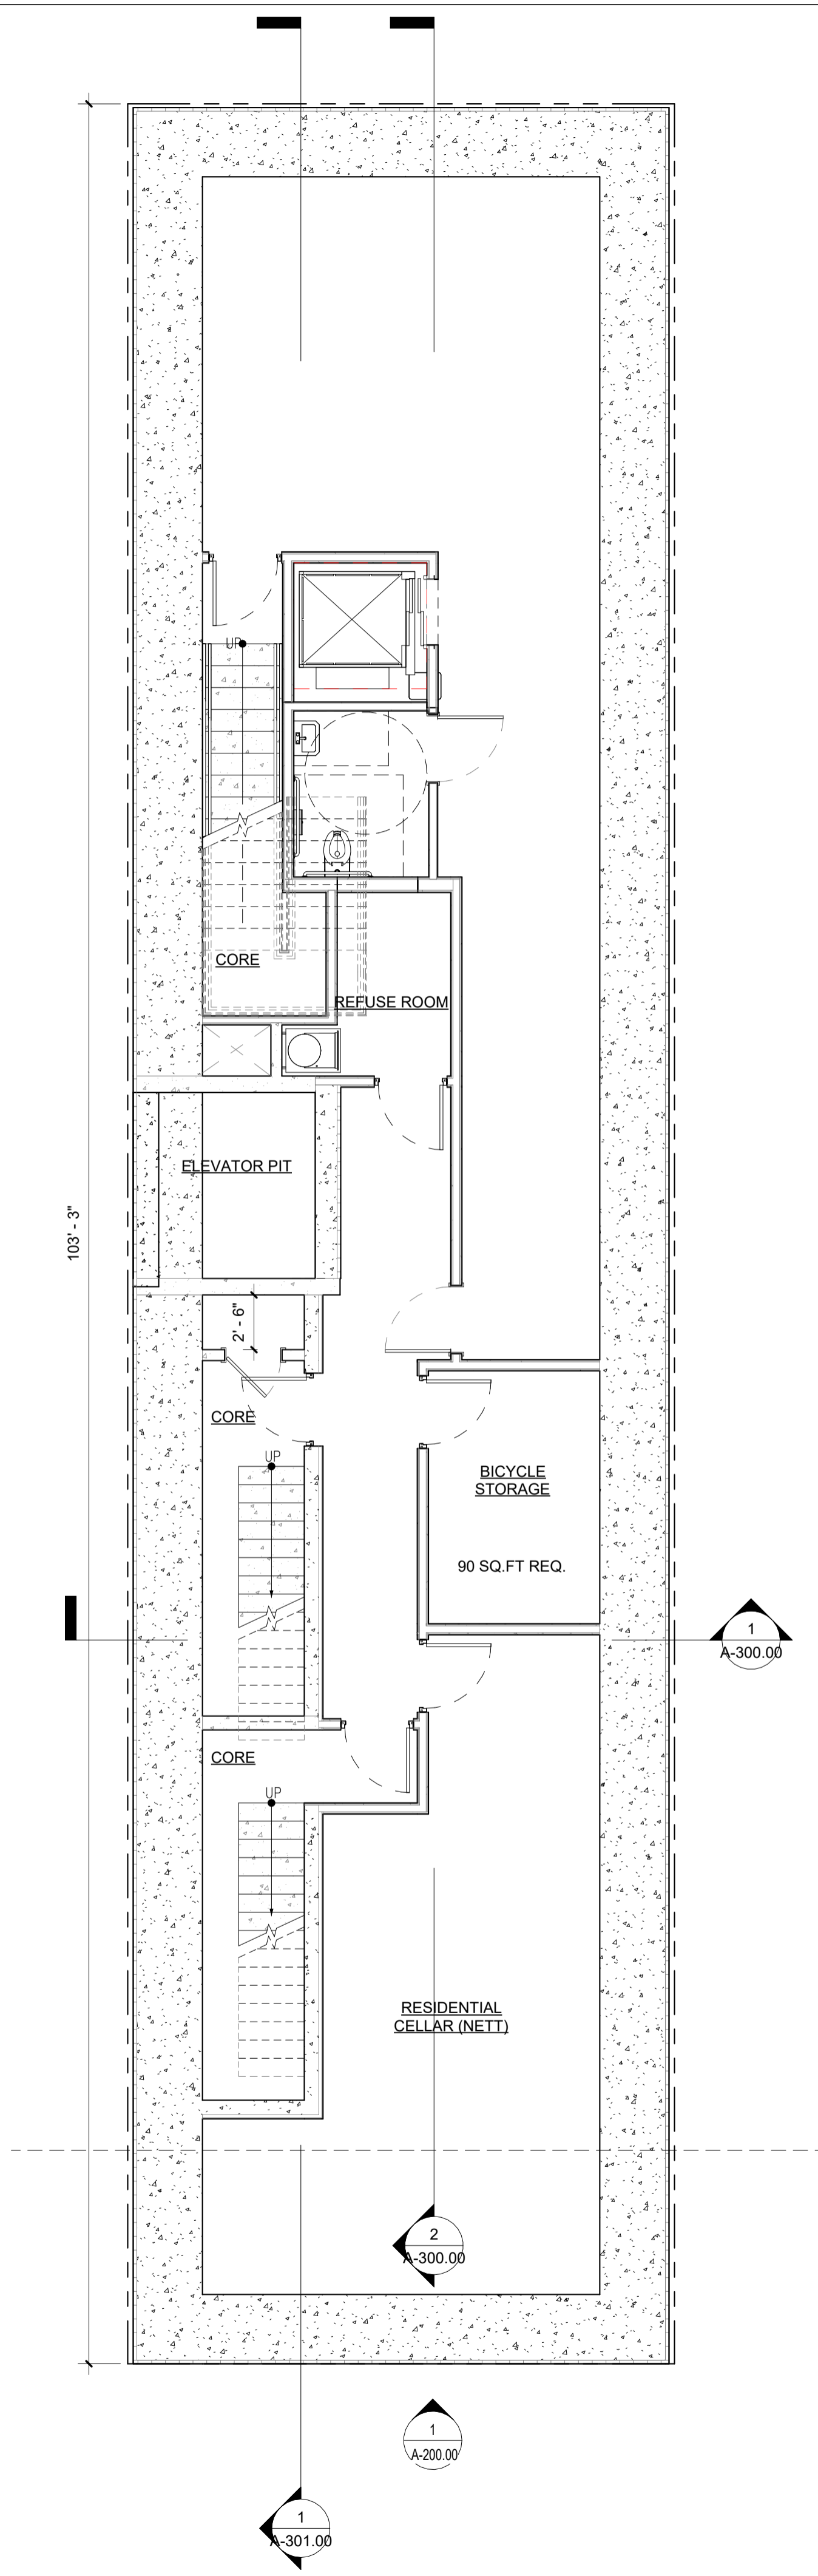 UP
CORE
REFUSE ROOM
ELEVATOR PIT
103' - 3"
2' - 6"
CORE
UP
BICYCLE
STORAGE
90 SQ.FT REQ.
1
A-300.00
CORE
UP
RESIDENTIAL
CELLAR (NETT)
2
A-300.00
1
A-200.00
1
A-301.00